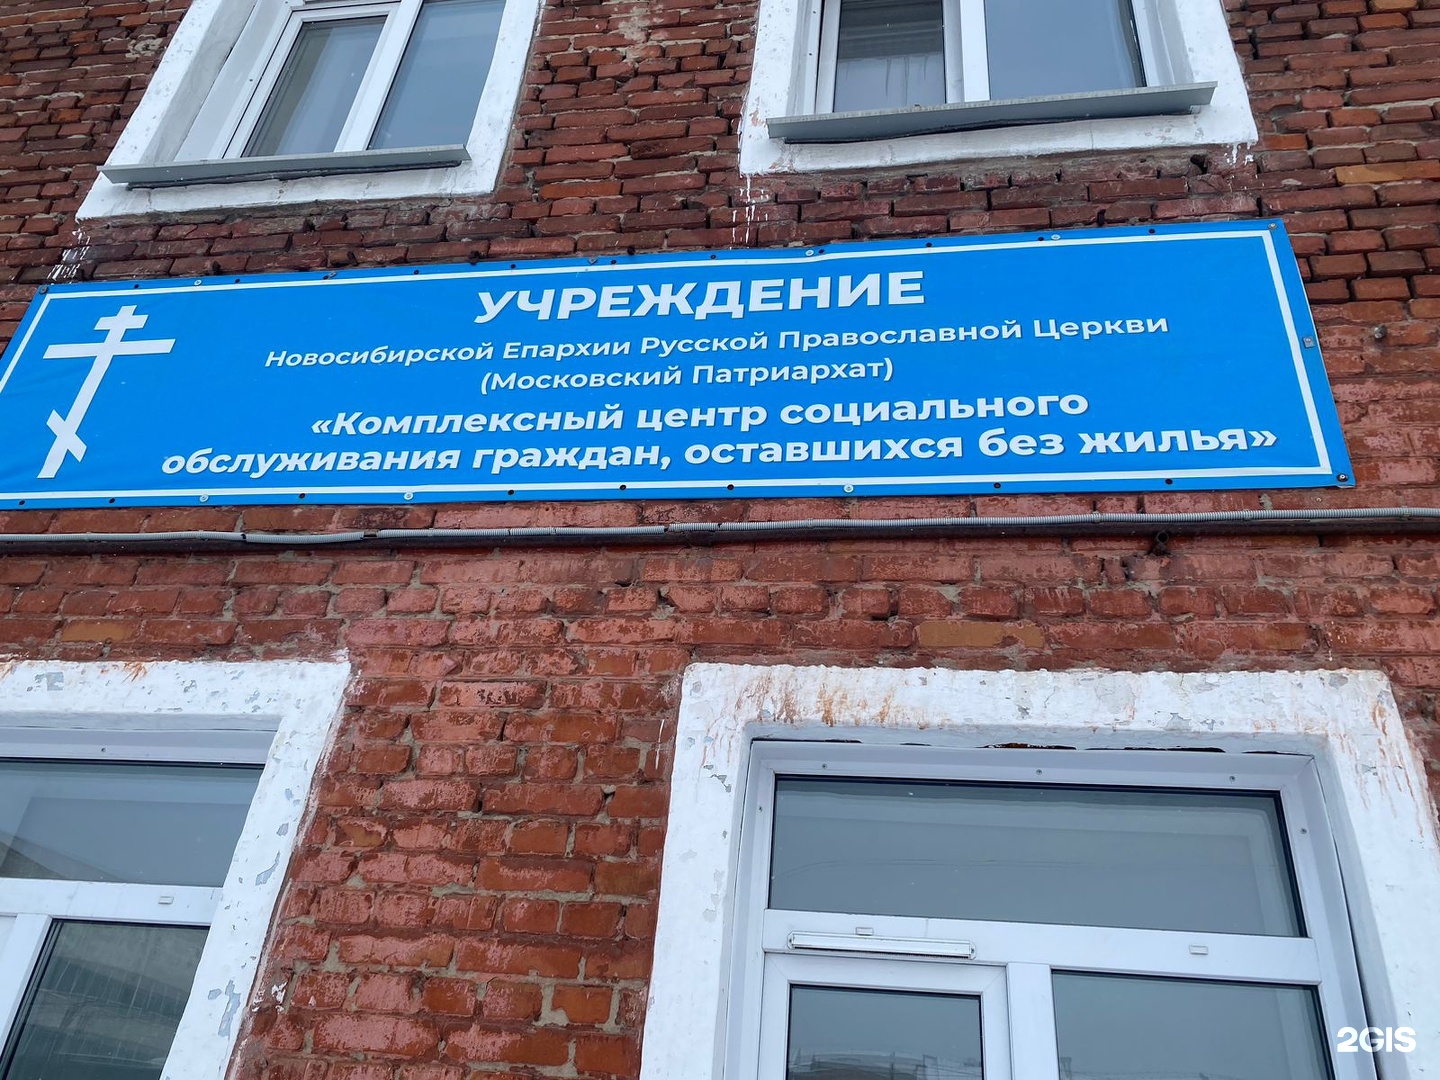 УЧРЕЖДЕНИЕ
Новосибирской Епархии Русской Православной Церкви
(Московский Патриархат)
«Комплексный центр социального
обслуживания граждан, оставшихся без жилья»
2GIS